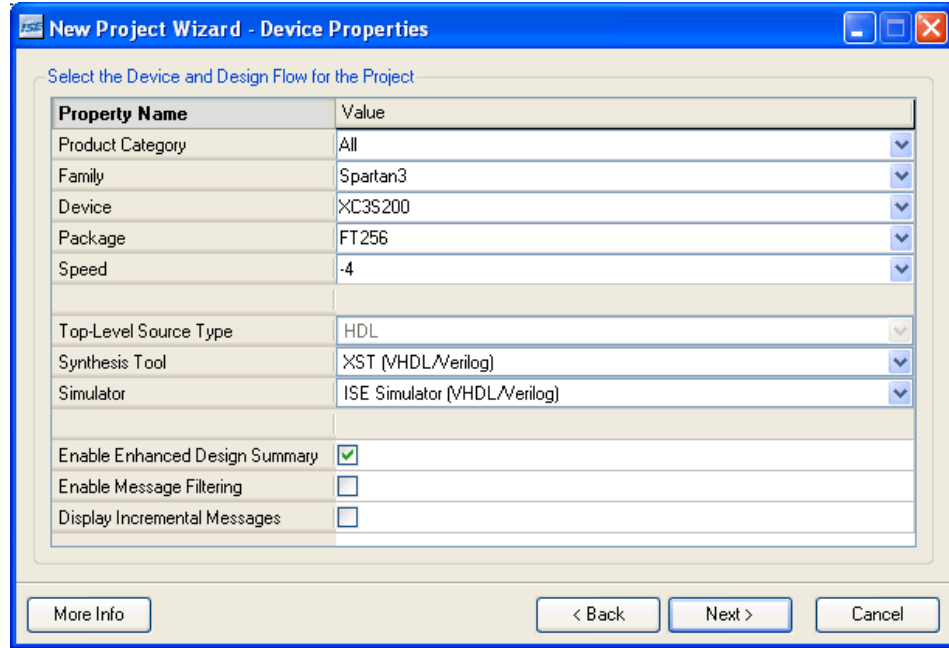 ISE New Project Wizard - Device Properties
Select the Device and Design Flow for the Project
Property Name Value
Product Category All
Family Spartan3
Device XC3S200
Package FT256
Speed -4
Top-Level Source Type HDL
Synthesis Tool XST (VHDL/Verilog)
Simulator ISE Simulator (VHDL/Verilog)
Enable Enhanced Design Summary
Enable Message Filtering
Display Incremental Messages
More Info < Back Next > Cancel